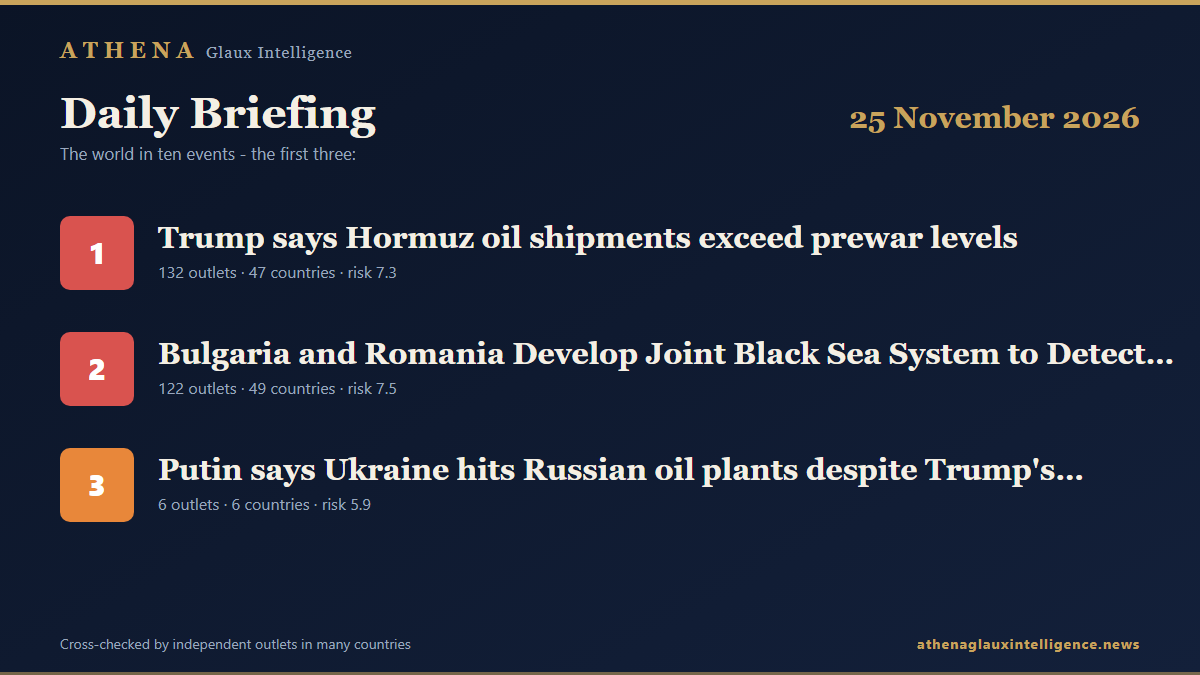 ATHENA Glaux Intelligence
Daily Briefing
25 November 2026
The world in ten events - the first three:
1
Trump says Hormuz oil shipments exceed prewar levels
132 outlets · 47 countries · risk 7.3
2
Bulgaria and Romania Develop Joint Black Sea System to Detect...
122 outlets · 49 countries · risk 7.5
3
Putin says Ukraine hits Russian oil plants despite Trump's...
6 outlets · 6 countries · risk 5.9
Cross-checked by independent outlets in many countries
athenaglauxintelligence.news